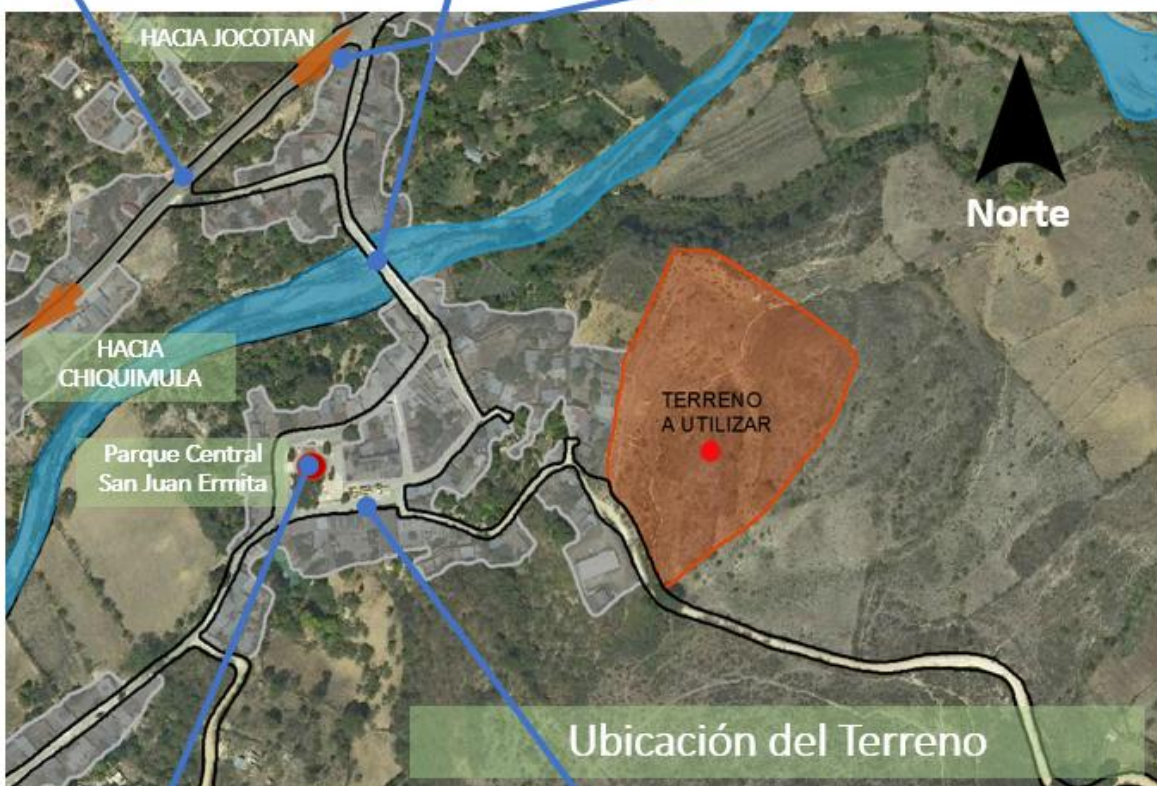 HACIA JOCOTAN
Norte
HACIA
CHIQUIMULA
TERRENO
A UTILIZAR
Parque Central
San Juan Ermita
Ubicación del Terreno